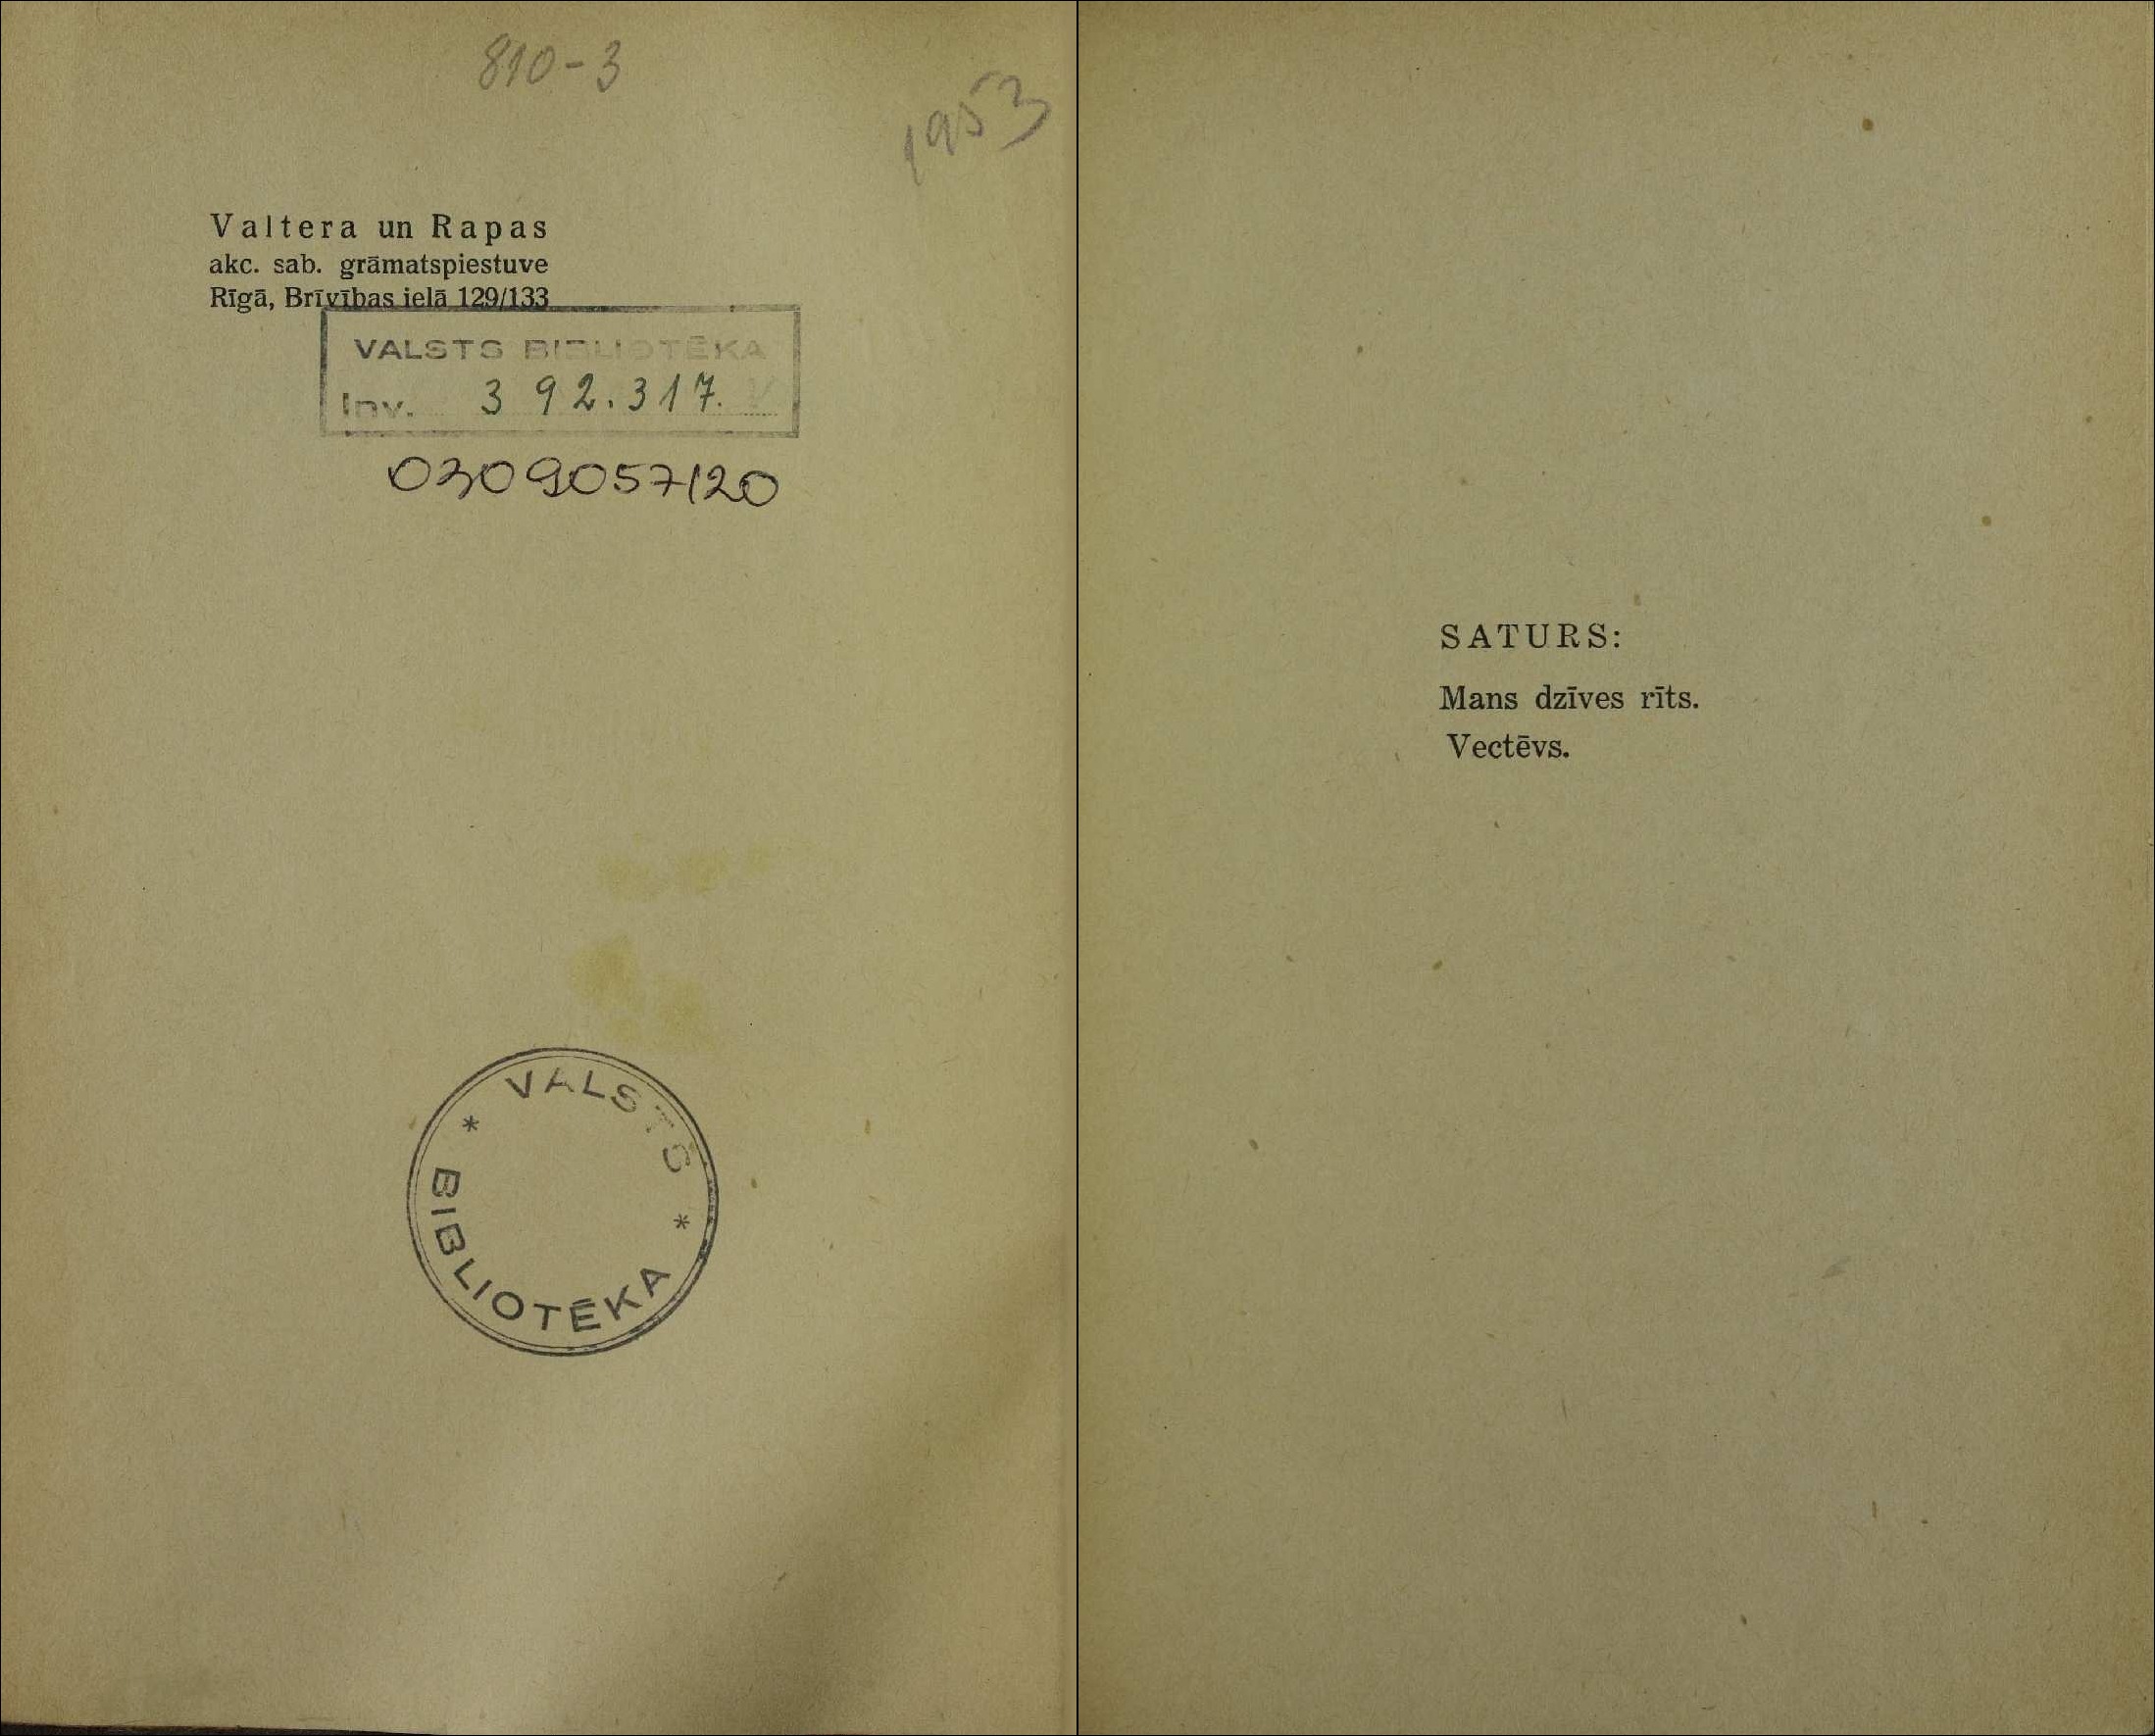 810-3
1953
Valtera un Rapas
akc. sab. grāmatspiestuve
Rīgā, Brīvības ielā 129/133
VALSTS BIBLIOTĒKA
Inv. 392.317.
0309057120
* VALSTS *
BIBLIOTĒKA
SATURS:
Mans dzīves rīts.
Vectēvs.